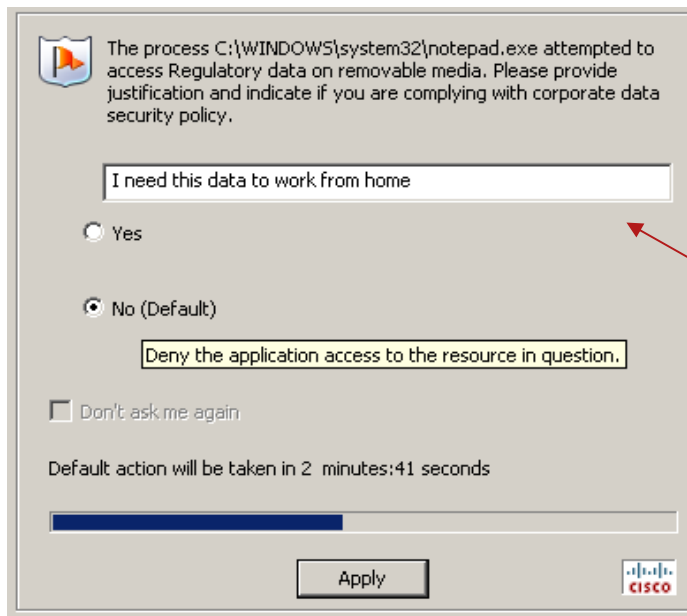 The process C:\WINDOWS\system32\notepad.exe attempted to
access Regulatory data on removable media. Please provide
justification and indicate if you are complying with corporate data
security policy.
I need this data to work from home
Yes
No (Default)
Deny the application access to the resource in question.
Don't ask me again
Default action will be taken in 2  minutes:41 seconds
Apply
CISCO